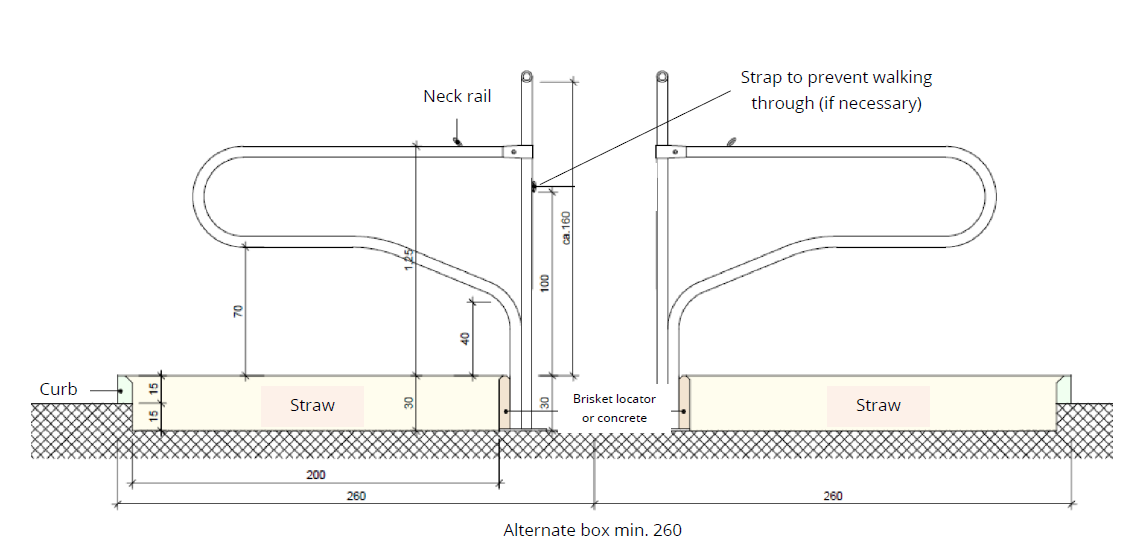 Strap to prevent walking
through (if necessary)
Neck rail
ca.160
1,25
100
70
40
Curb
15
15
Straw
30
30
Brisket locator
or concrete
Straw
200
260
260
Alternate box min. 260